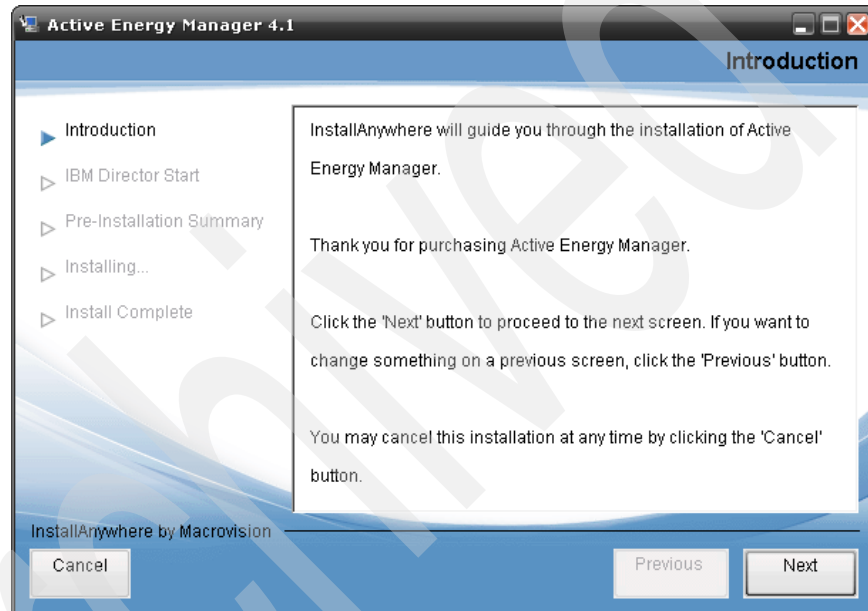 Active Energy Manager 4.1
Introduction
Introduction
IBM Director Start
Pre-Installation Summary
Installing...
Install Complete
InstallAnywhere will guide you through the installation of Active
Energy Manager.
Thank you for purchasing Active Energy Manager.
Click the 'Next' button to proceed to the next screen. If you want to
change something on a previous screen, click the 'Previous' button.
You may cancel this installation at any time by clicking the 'Cancel'
button.
InstallAnywhere by Macrovision
Cancel
Previous
Next